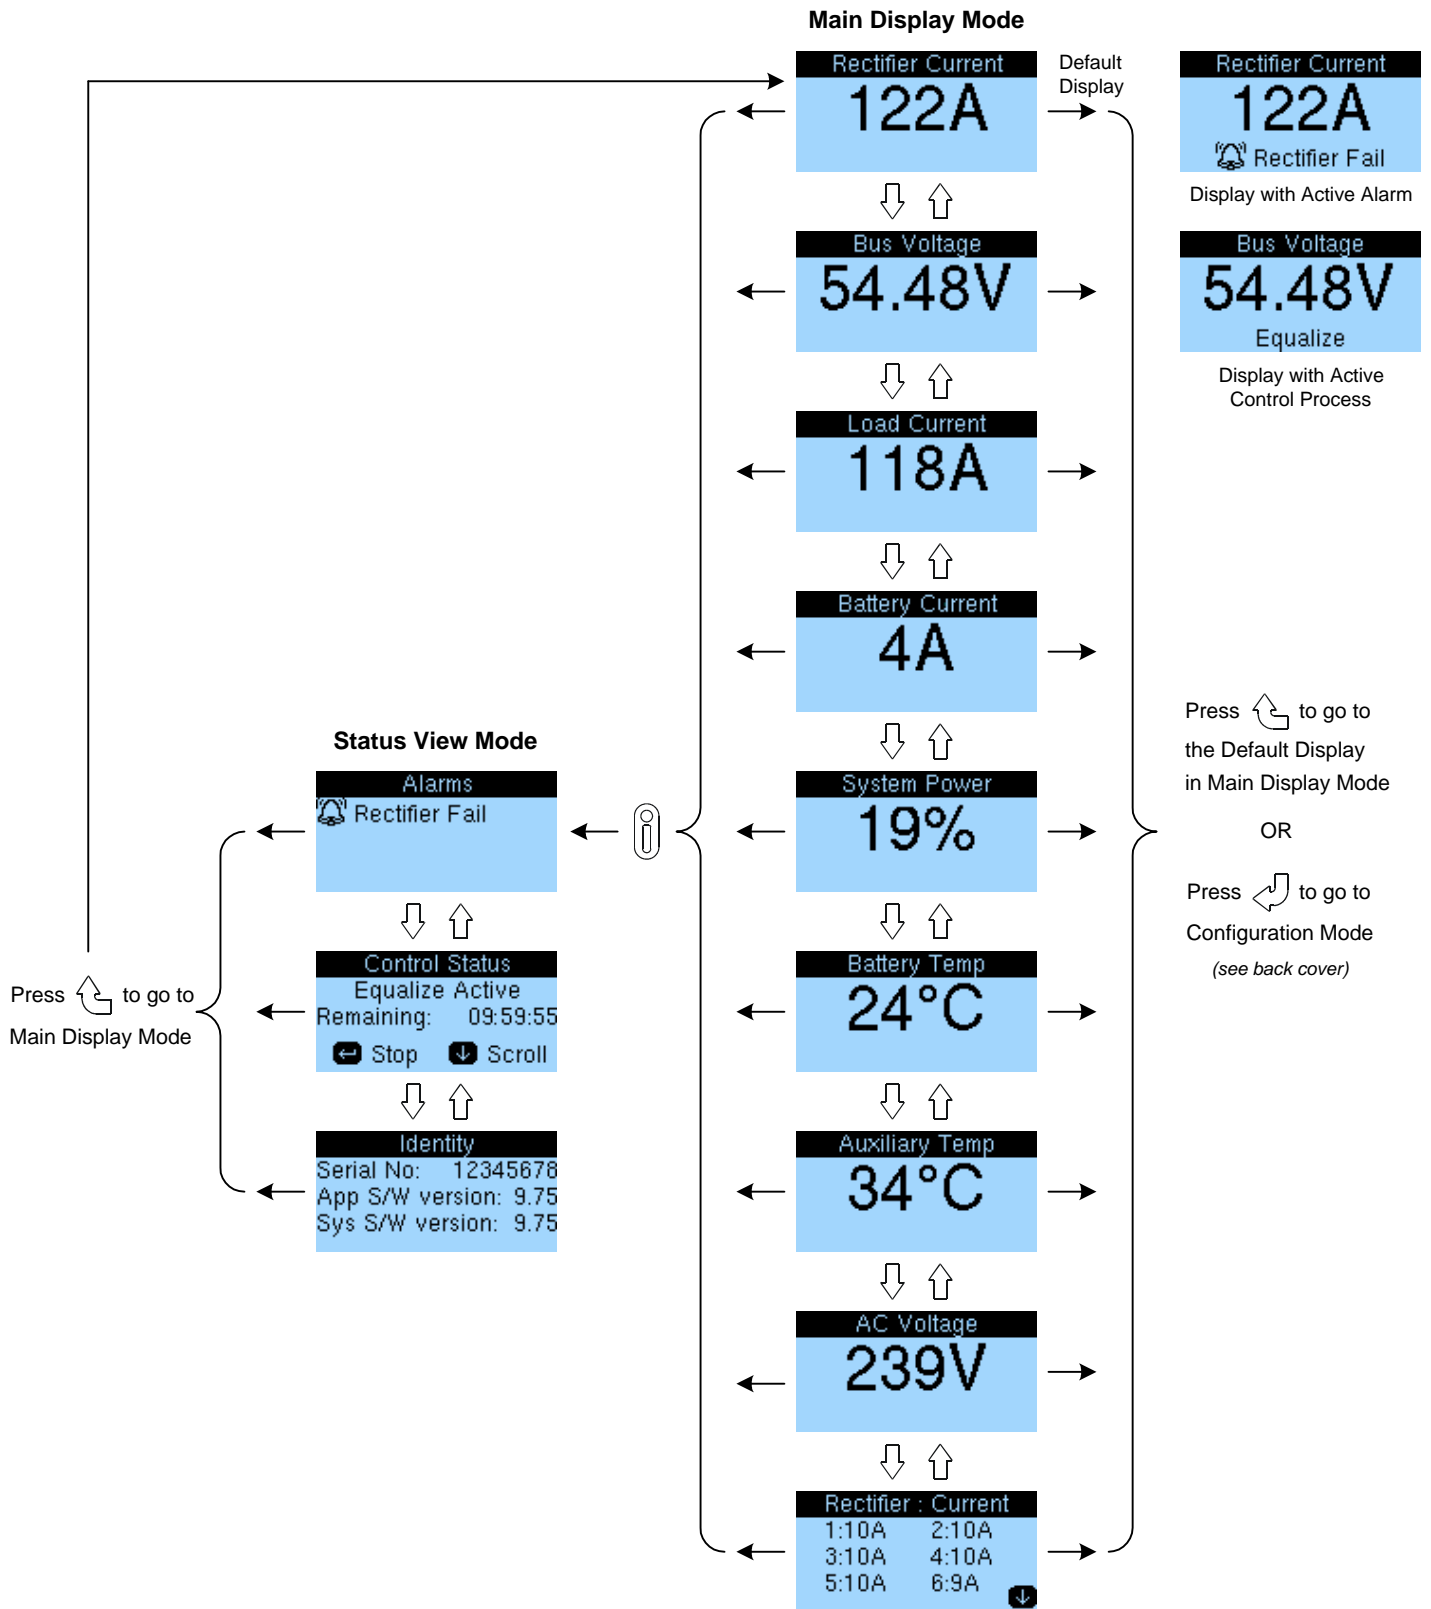 Main Display Mode
Rectifier Current
122A
Default
Display
Rectifier Current
122A
Rectifier Fail
Display with Active Alarm
Bus Voltage
54.48V
Bus Voltage
54.48V
Equalize
Display with Active
Control Process
Load Current
118A
Battery Current
4A
Press to go to
the Default Display
in Main Display Mode
OR
Press to go to
Configuration Mode
(see back cover)
Status View Mode
Alarms
Rectifier Fail
System Power
19%
Control Status
Equalize Active
Remaining: 09:59:55
Stop Scroll
Battery Temp
24°C
Press to go to
Main Display Mode
Identity
Serial No: 12345678
App S/W version: 9.75
Sys S/W version: 9.75
Auxiliary Temp
34°C
AC Voltage
239V
Rectifier : Current
1:10A 2:10A
3:10A 4:10A
5:10A 6:9A